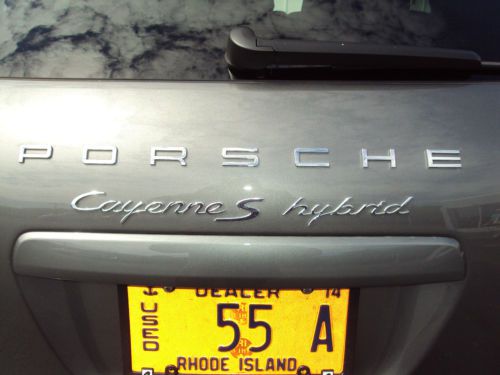 PORSCHE
Cayenne S hybrid
DEALER 14
USED
55 A
RHODE ISLAND